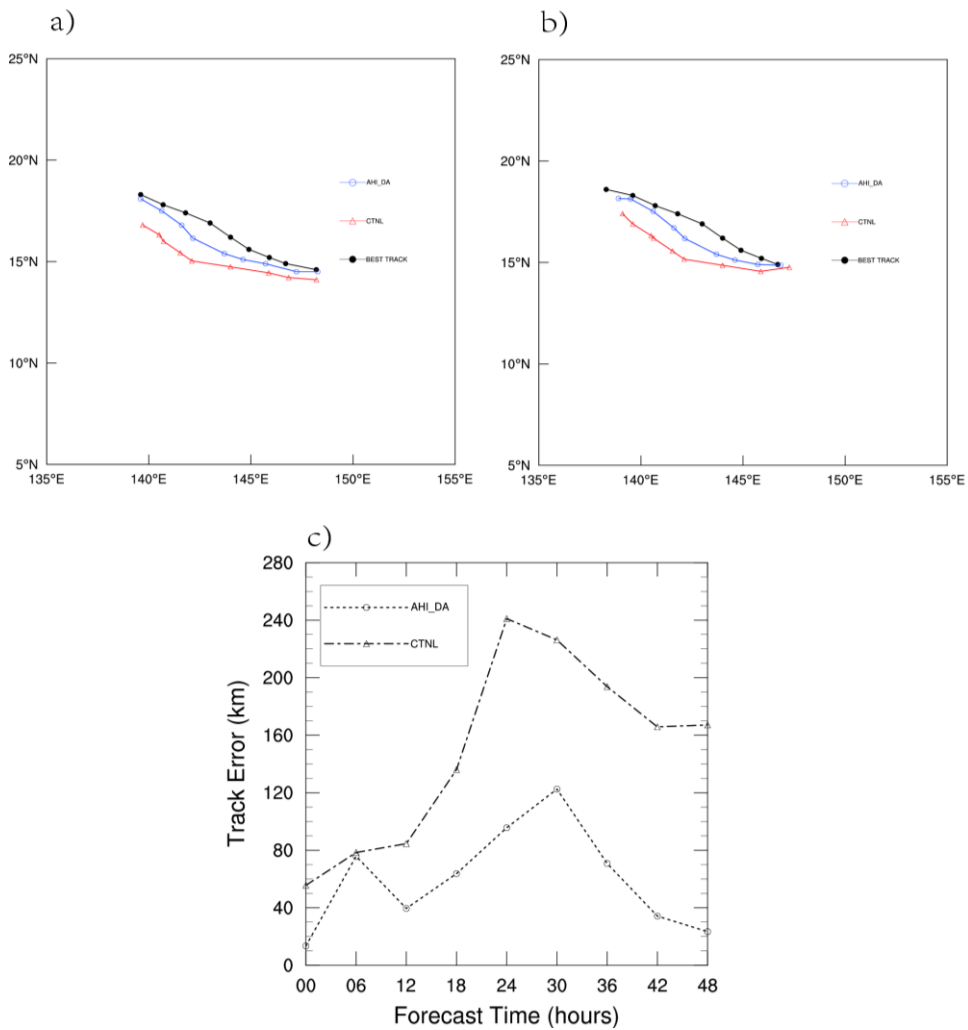 a)
b)
25°N
20°N
15°N
10°N
5°N
135°E
140°E
145°E
150°E
155°E
AHI_DA
CTNL
BEST TRACK
25°N
20°N
15°N
10°N
5°N
135°E
140°E
145°E
150°E
155°E
AHI_DA
CTNL
BEST TRACK
c)
280
240
200
160
120
80
40
0
Track Error (km)
AHI_DA
CTNL
00 06 12 18 24 30 36 42 48
Forecast Time (hours)